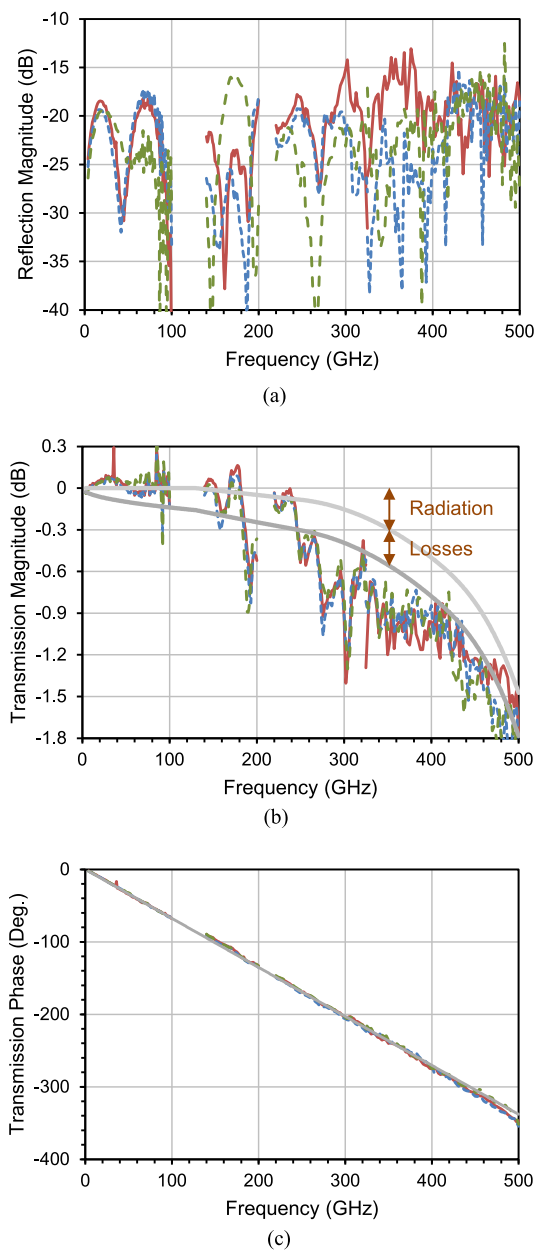 -10
-15
-20
-25
-30
-35
-40
Reflection Magnitude (dB)
0 100 200 300 400 500
Frequency (GHz)
(a)
0.3
0
-0.3
-0.6
-0.9
-1.2
-1.5
-1.8
Transmission Magnitude (dB)
Radiation
Losses
0 100 200 300 400 500
Frequency (GHz)
(b)
0
-100
-200
-300
-400
Transmission Phase (Deg.)
0 100 200 300 400 500
Frequency (GHz)
(c)